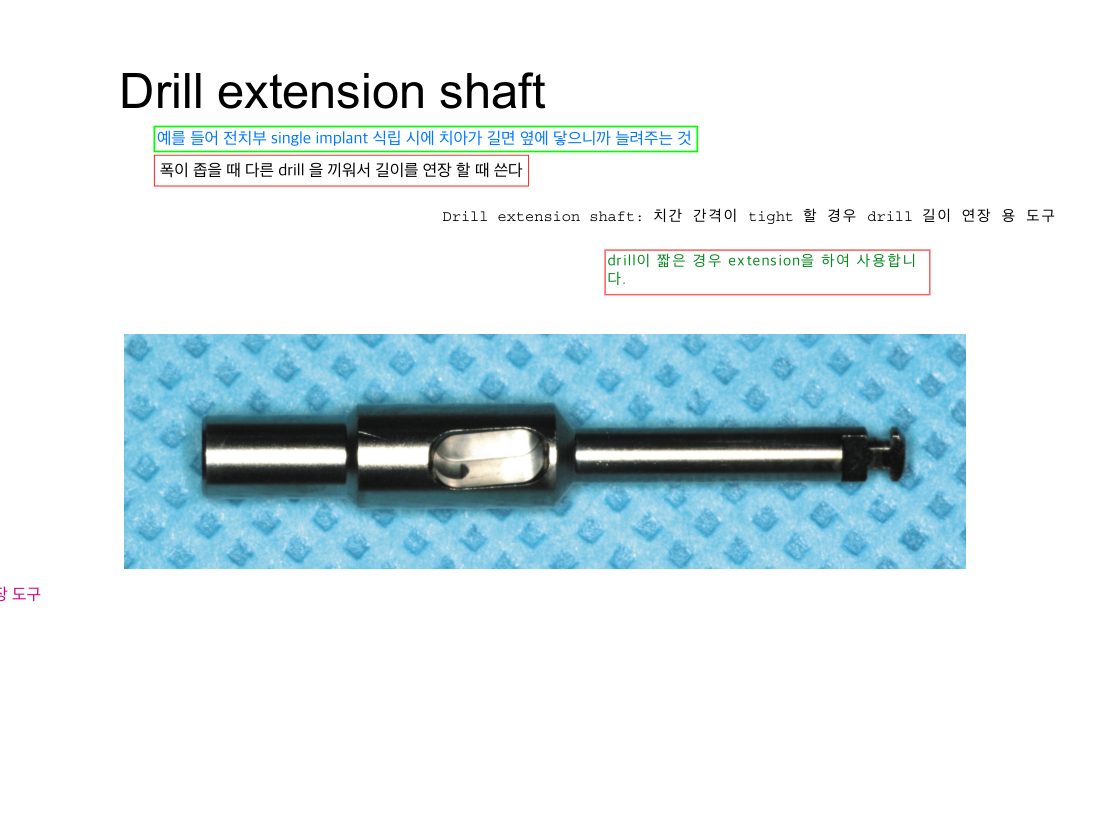 Drill extension shaft
예를 들어 전치부 single implant 식립 시에 치아가 길면 옆에 닿으니까 늘려주는 것
폭이 좁을 때 다른 drill 을 끼워서 길이를 연장 할 때 쓴다
Drill extension shaft: 치간 간격이 tight 할 경우 drill 길이 연장 용 도구
drill이 짧은 경우 extension을 하여 사용합니
다.
도구